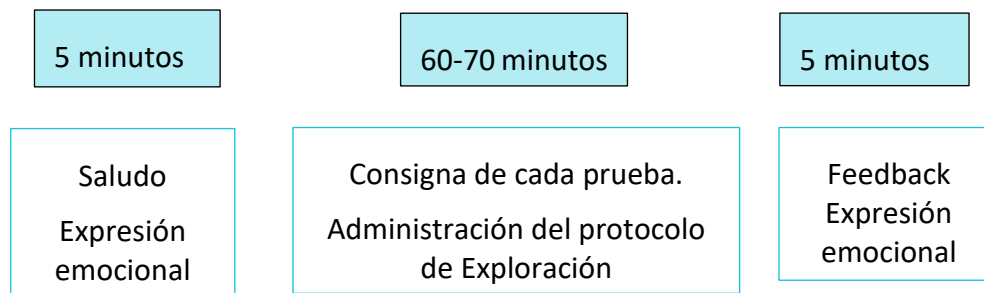 5 minutos
60-70 minutos
5 minutos
Saludo
Expresión
emocional
Consigna de cada prueba.
Administración del protocolo
de Exploración
Feedback
Expresión
emocional